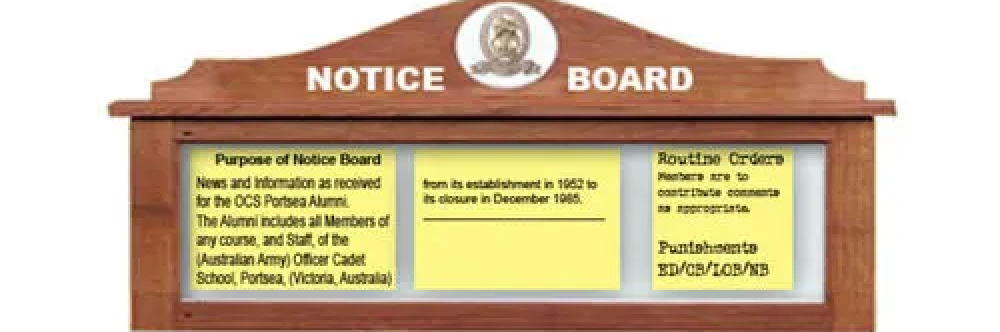 NOTICE BOARD
Purpose of Notice Board
News and Information as received
for the OCS Portsea Alumni.
The Alumni includes all Members of
any course, and Staff, of the
(Australian Army) Officer Cadet
School, Portsea, (Victoria, Australia)
from its establishment in 1952 to
its closure in December 1985.
Routine Orders
Members are to
contribute comments
as appropriate.
Punishments
ED/CB/LOB/NB